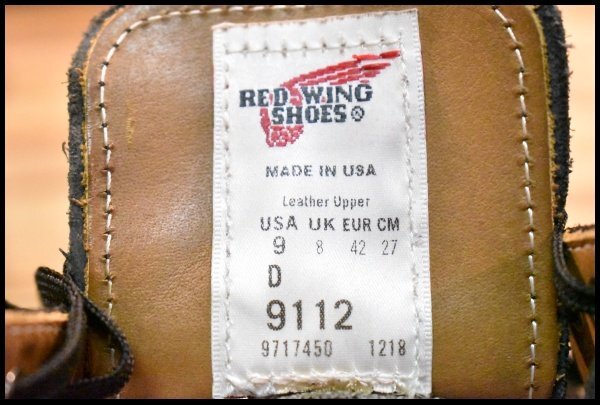 RED WING
SHOES ®
MADE IN USA
Leather Upper
USA UK EUR CM
9 8 42 27
D
9112
9717450 1218